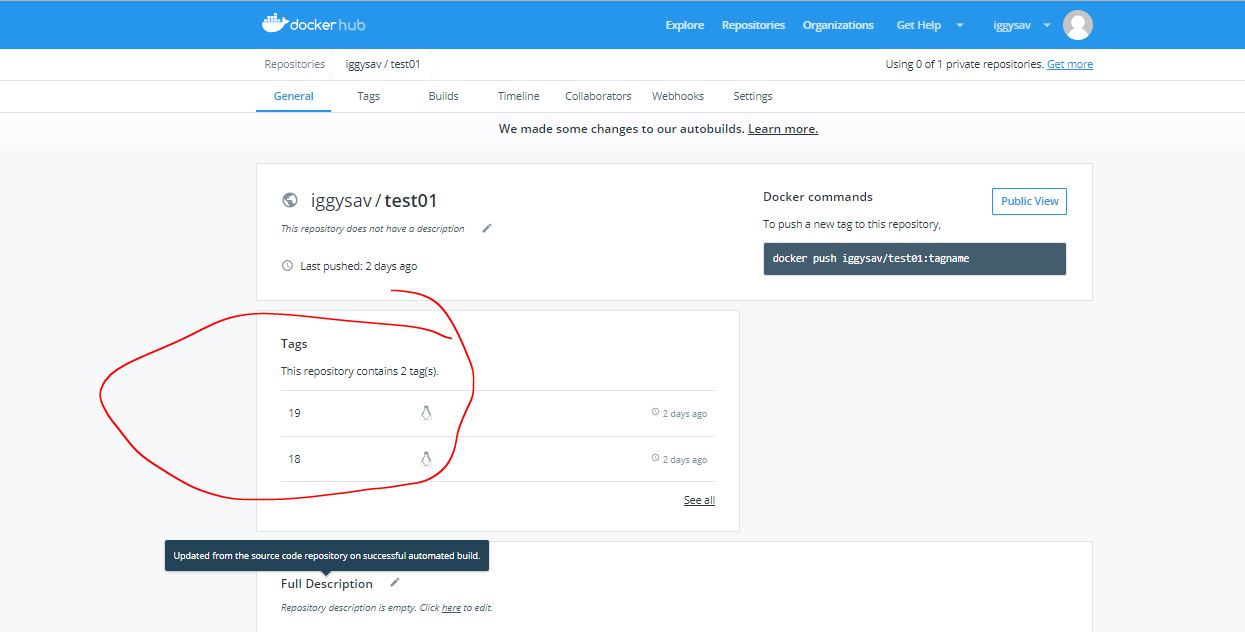 docker hub
Explore Repositories Organizations Get Help iggysav
Repositories iggysav / test01 Using 0 of 1 private repositories. Get more
General Tags Builds Timeline Collaborators Webhooks Settings
We made some changes to our autobuilds. Learn more.
iggysav / test01
This repository does not have a description
Last pushed: 2 days ago
Docker commands
Public View
To push a new tag to this repository,
docker push iggysav/test01:tagname
Tags
This repository contains 2 tag(s).
19 2 days ago
18 2 days ago
See all
Updated from the source code repository on successful automated build.
Full Description
Repository description is empty. Click here to edit.